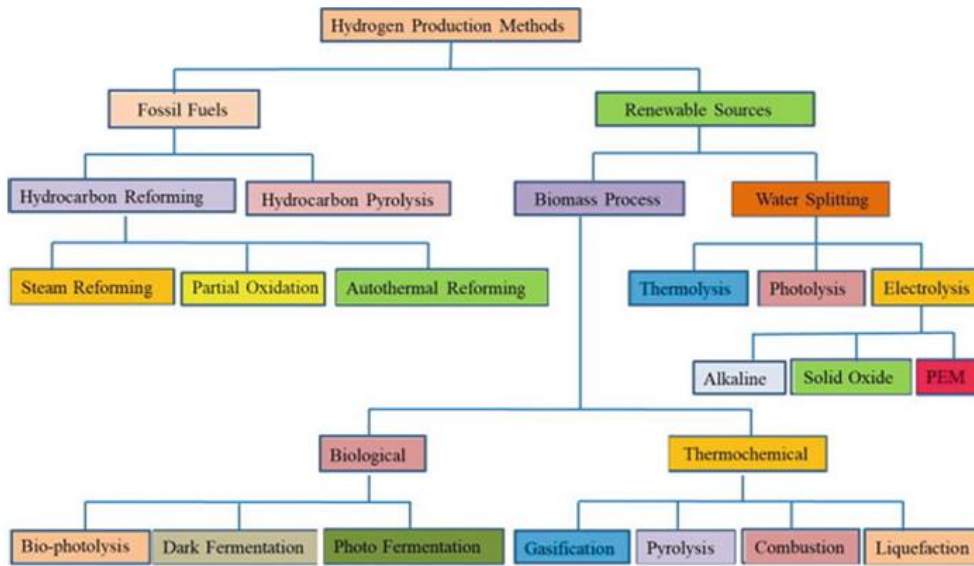 Hydrogen Production Methods
Fossil Fuels
Renewable Sources
Hydrocarbon Reforming
Hydrocarbon Pyrolysis
Biomass Process
Water Splitting
Steam Reforming
Partial Oxidation
Autothermal Reforming
Thermolysis
Photolysis
Electrolysis
Alkaline
Solid Oxide
PEM
Biological
Thermochemical
Bio-photolysis
Dark Fermentation
Photo Fermentation
Gasification
Pyrolysis
Combustion
Liquefaction